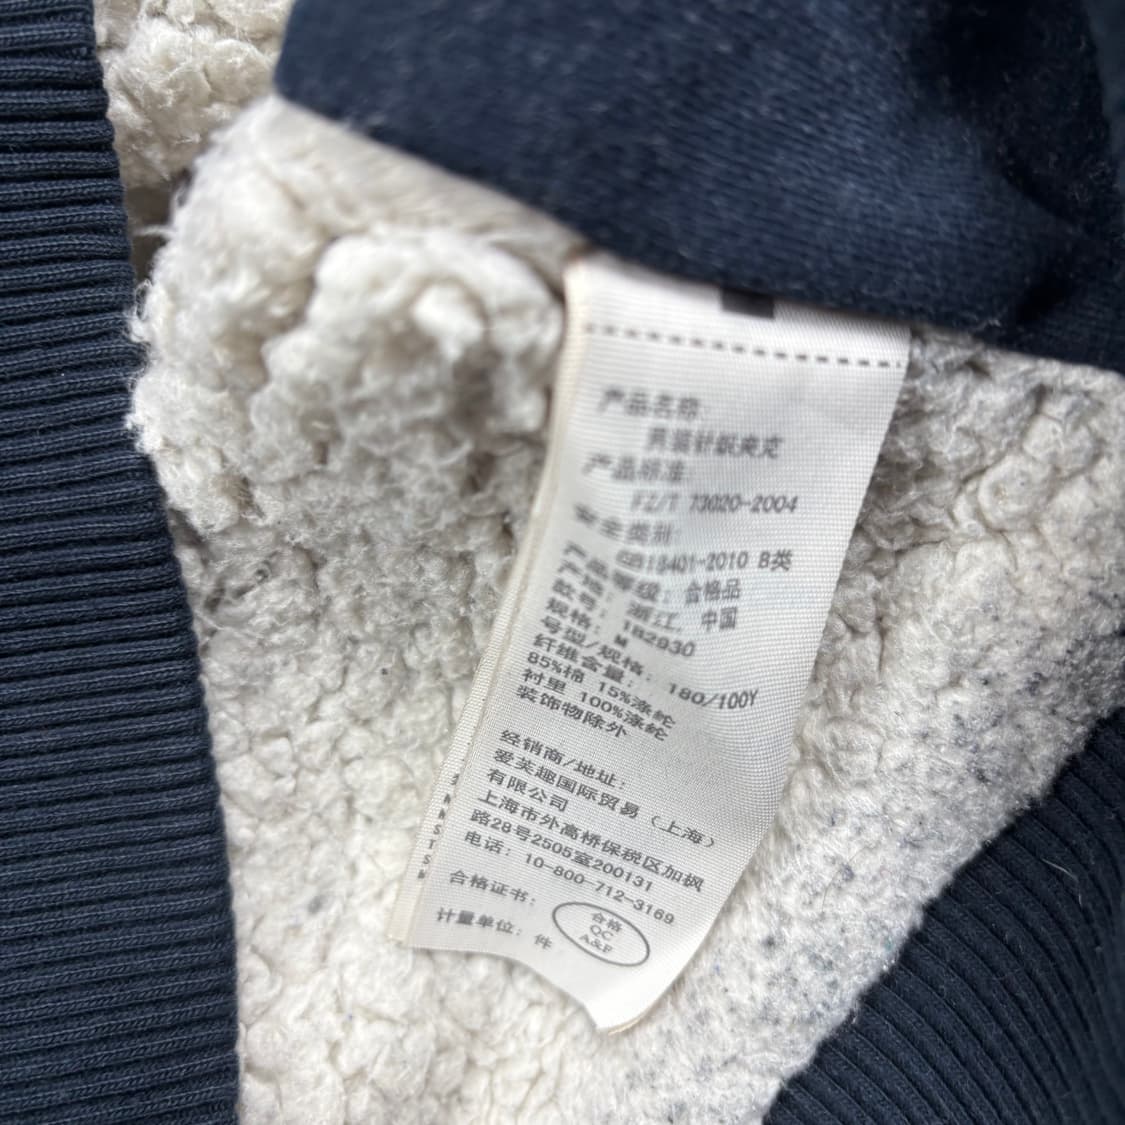 产品名称:
男装针织夹克
产品标准:
FZ/T 73020-2004
安全类别:
GB18401-2010 B类
产品等级: 合格品
产地: 浙江, 中国
款号: 182930
规格: M
号型/规格: 180/100Y
纤维含量:
85%棉 15%涤纶
衬里 100%涤纶
装饰物除外
经销商/地址:
爱芙趣国际贸易（上海）
有限公司
上海市外高桥保税区加枫
路28号2505室200131
电话: 10-800-712-3169
合格证书:
合格
QC
A&F
计量单位: 件